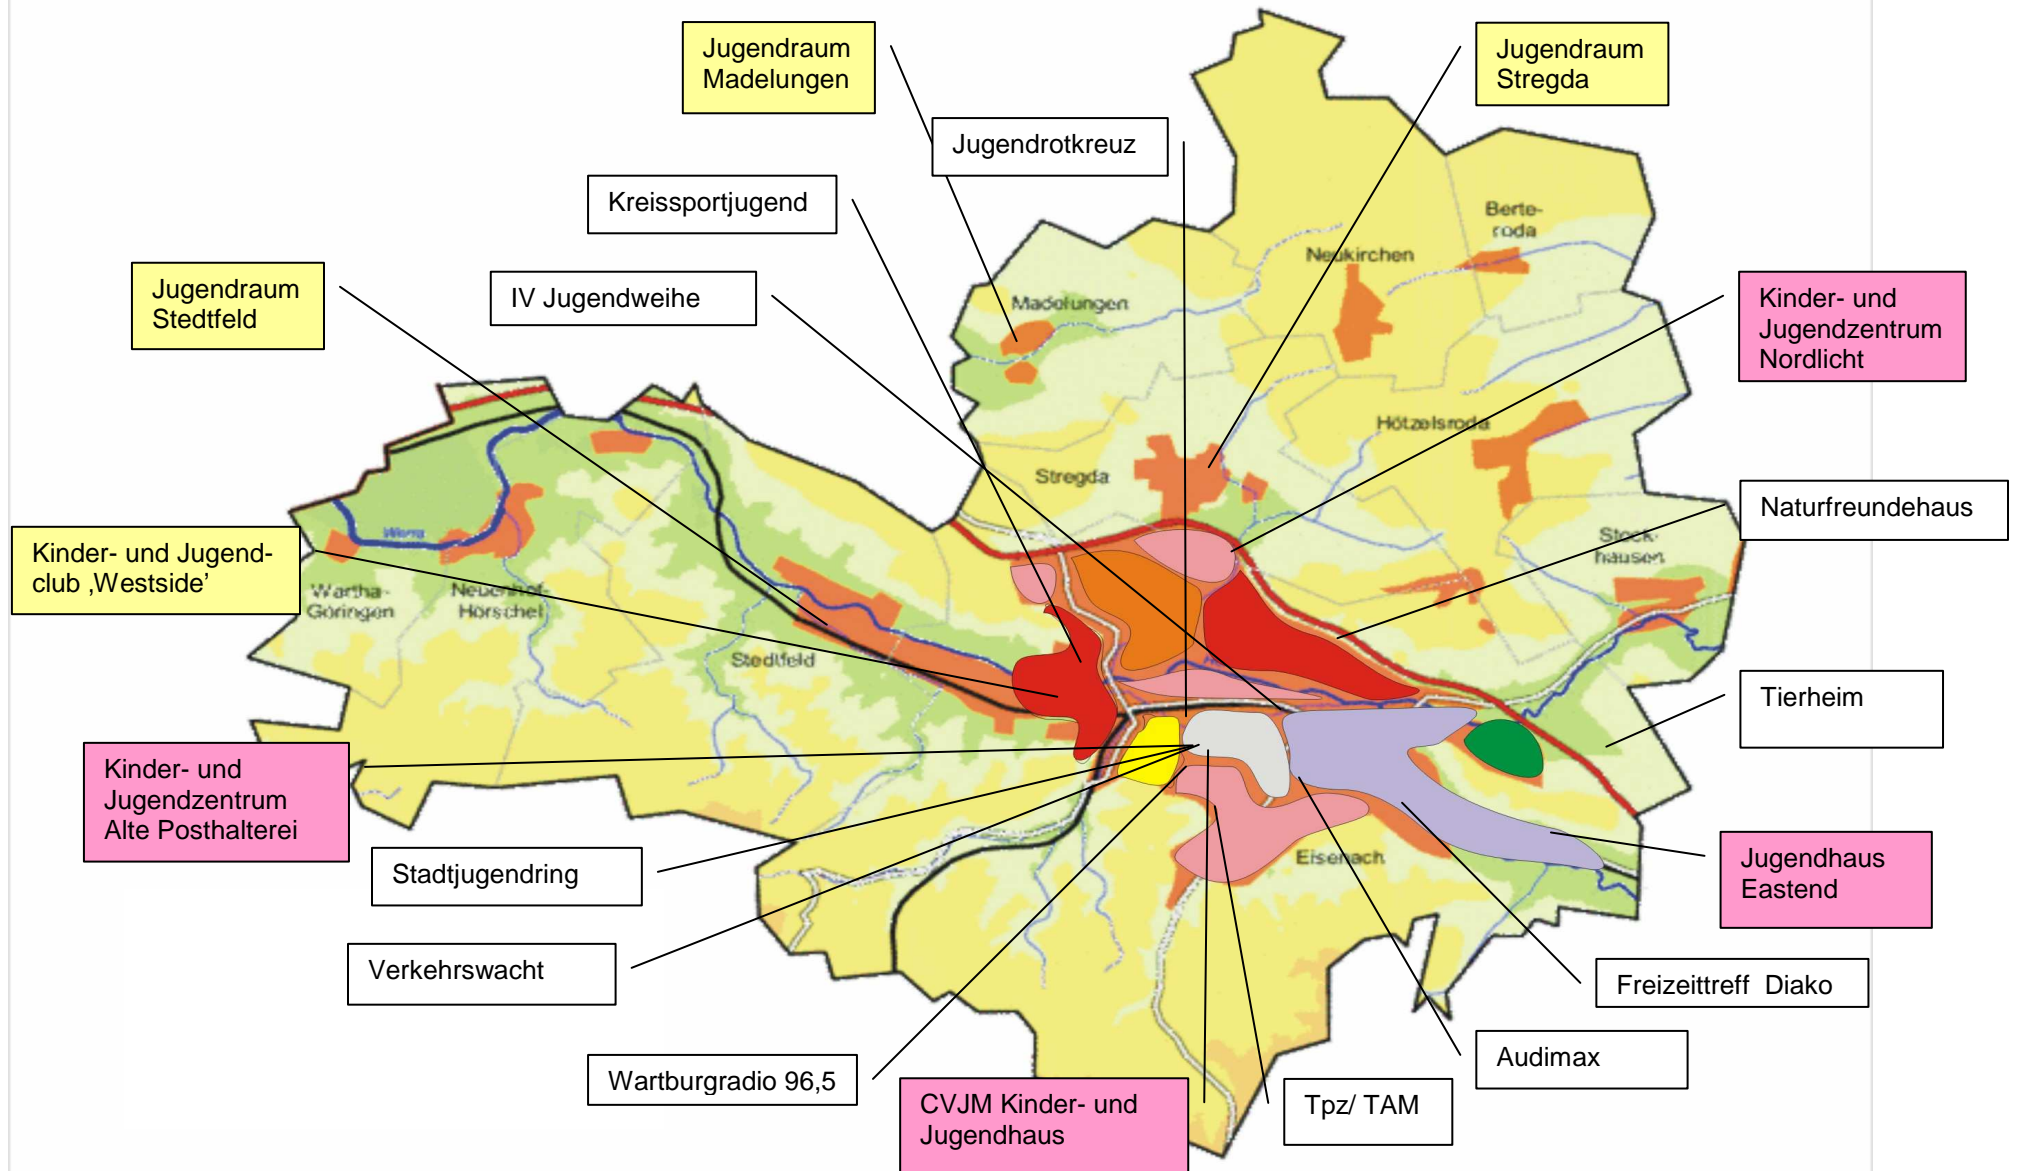 Jugendraum
Madelungen
Jugendraum
Stregda
Jugendrotkreuz
Kreissportjugend
Jugendraum
Stedtfeld
IV Jugendweihe
Kinder- und
Jugendzentrum
Nordlicht
Berte-
roda
Neukirchen
Madelungen
Hötzelsroda
Stregda
Naturfreundehaus
Stock-
hausen
Werra
Kinder- und Jugend-
club ‚Westside’
Wartha-
Göringen
Neuenhof-
Hörschel
Stedtfeld
Tierheim
Kinder- und
Jugendzentrum
Alte Posthalterei
Stadtjugendring
Eisenach
Jugendhaus
Eastend
Verkehrswacht
Freizeittreff  Diako
Audimax
Wartburgradio 96,5
CVJM Kinder- und
Jugendhaus
Tpz/ TAM